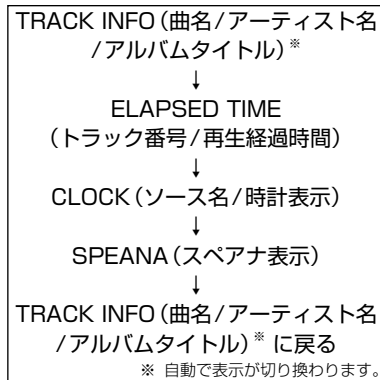 TRACK INFO(曲名/アーティスト名
/アルバムタイトル)※
↓
ELAPSED TIME
(トラック番号/再生経過時間)
↓
CLOCK(ソース名/時計表示)
↓
SPEANA(スペアナ表示)
↓
TRACK INFO(曲名/アーティスト名
/アルバムタイトル)※ に戻る
※ 自動で表示が切り換わります。